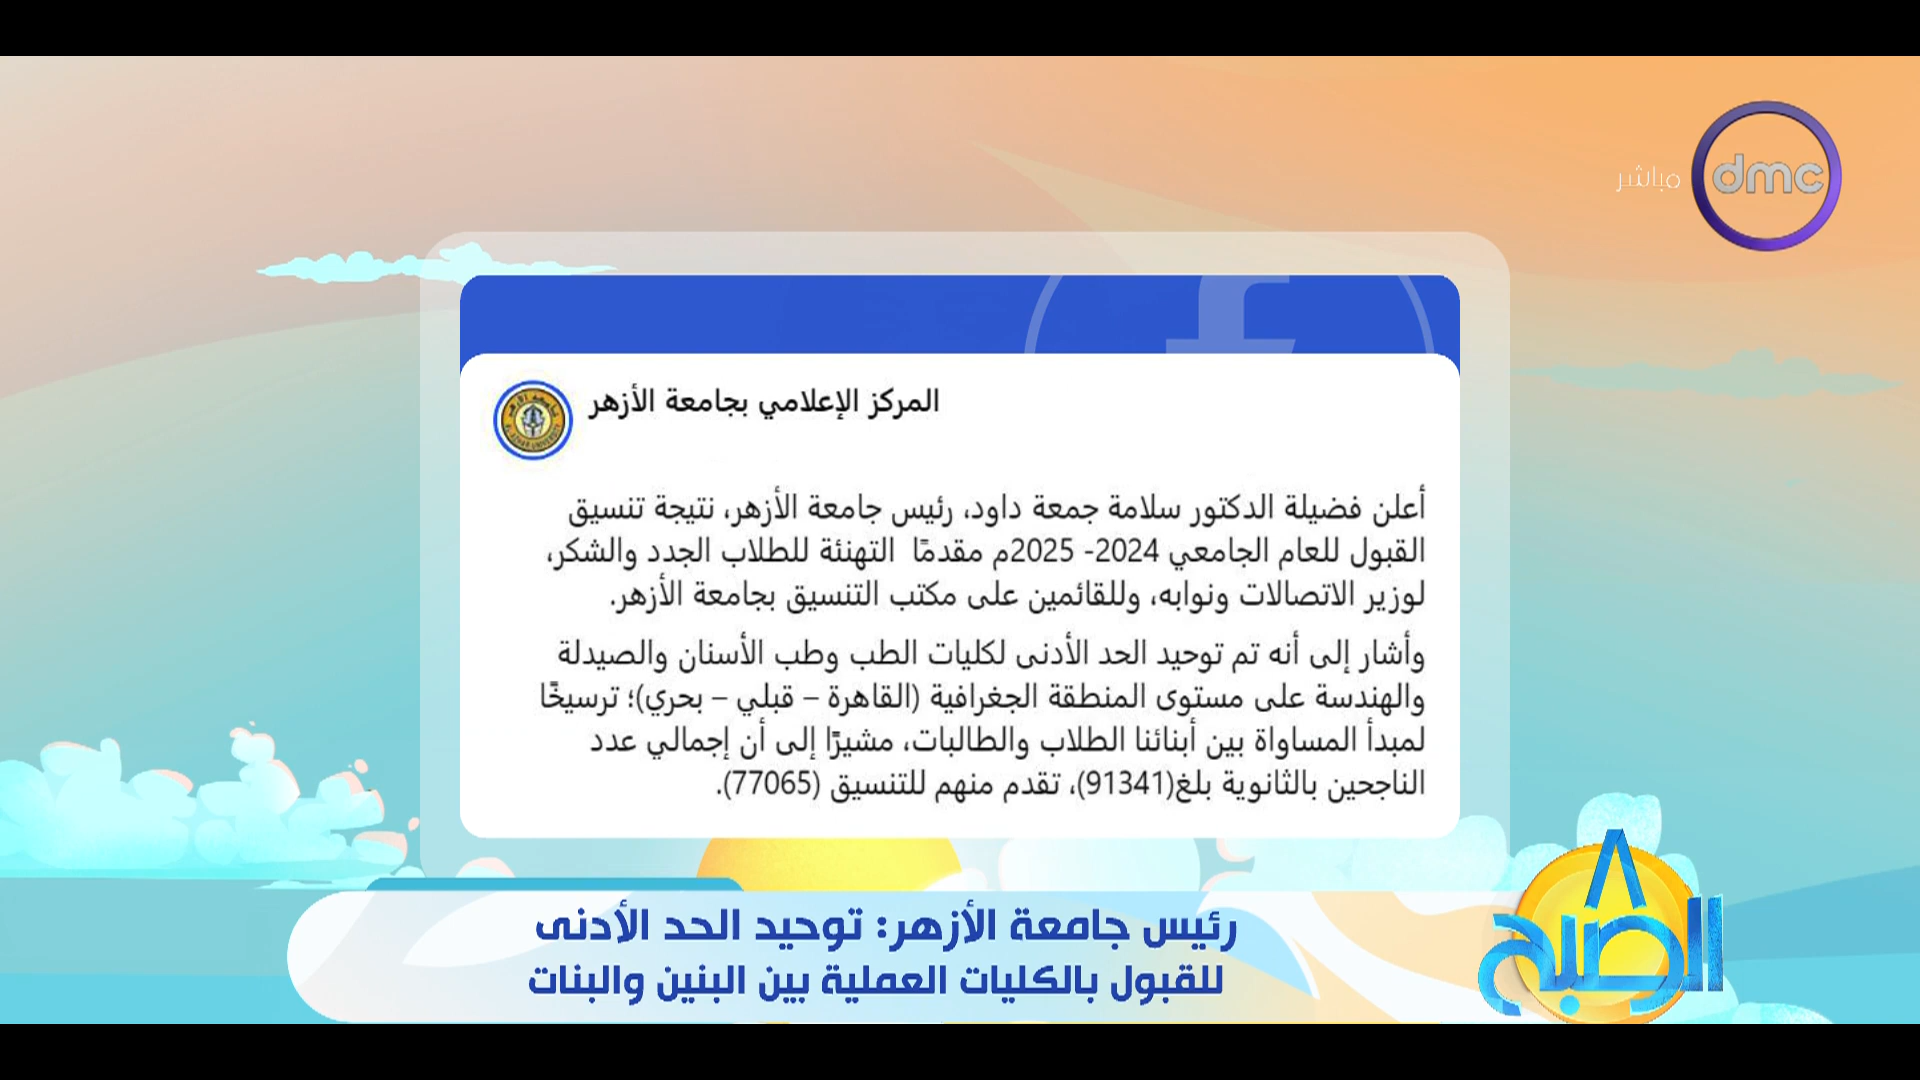 dmc
مباشر
المركز الإعلامي بجامعة الأزهر
أعلن فضيلة الدكتور سلامة جمعة داود، رئيس جامعة الأزهر، نتيجة تنسيق
القبول للعام الجامعي 2024- 2025م مقدمًا التهنئة للطلاب الجدد والشكر،
لوزير الاتصالات ونوابه، وللقائمين على مكتب التنسيق بجامعة الأزهر.
وأشار إلى أنه تم توحيد الحد الأدنى لكليات الطب وطب الأسنان والصيدلة
والهندسة على مستوى المنطقة الجغرافية (القاهرة – قبلي – بحري)؛ ترسيخًا
لمبدأ المساواة بين أبنائنا الطلاب والطالبات، مشيرًا إلى أن إجمالي عدد
الناجحين بالثانوية بلغ(91341)، تقدم منهم للتنسيق (77065).
رئيس جامعة الأزهر: توحيد الحد الأدنى
للقبول بالكليات العملية بين البنين والبنات
٨
الصبح